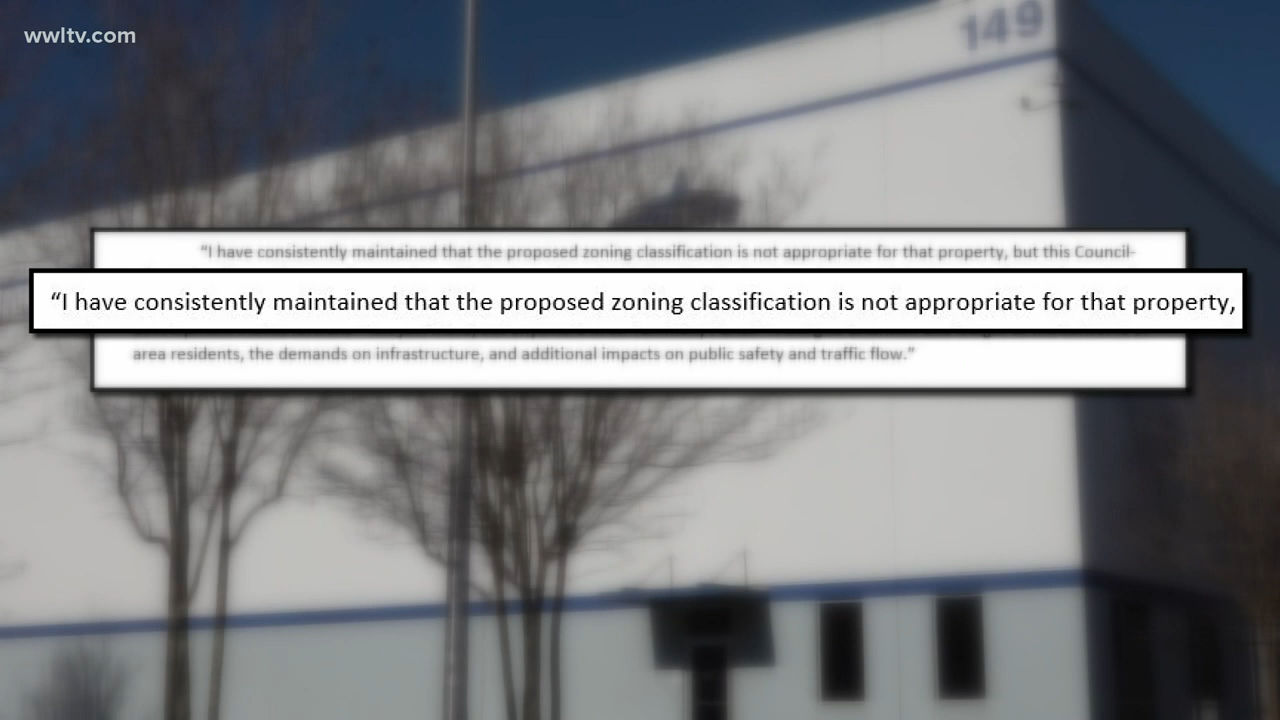 wwltv.com
149
“I have consistently maintained that the proposed zoning classification is not appropriate for that property, but this Council-
“I have consistently maintained that the proposed zoning classification is not appropriate for that property,
area residents, the demands on infrastructure, and additional impacts on public safety and traffic flow.”